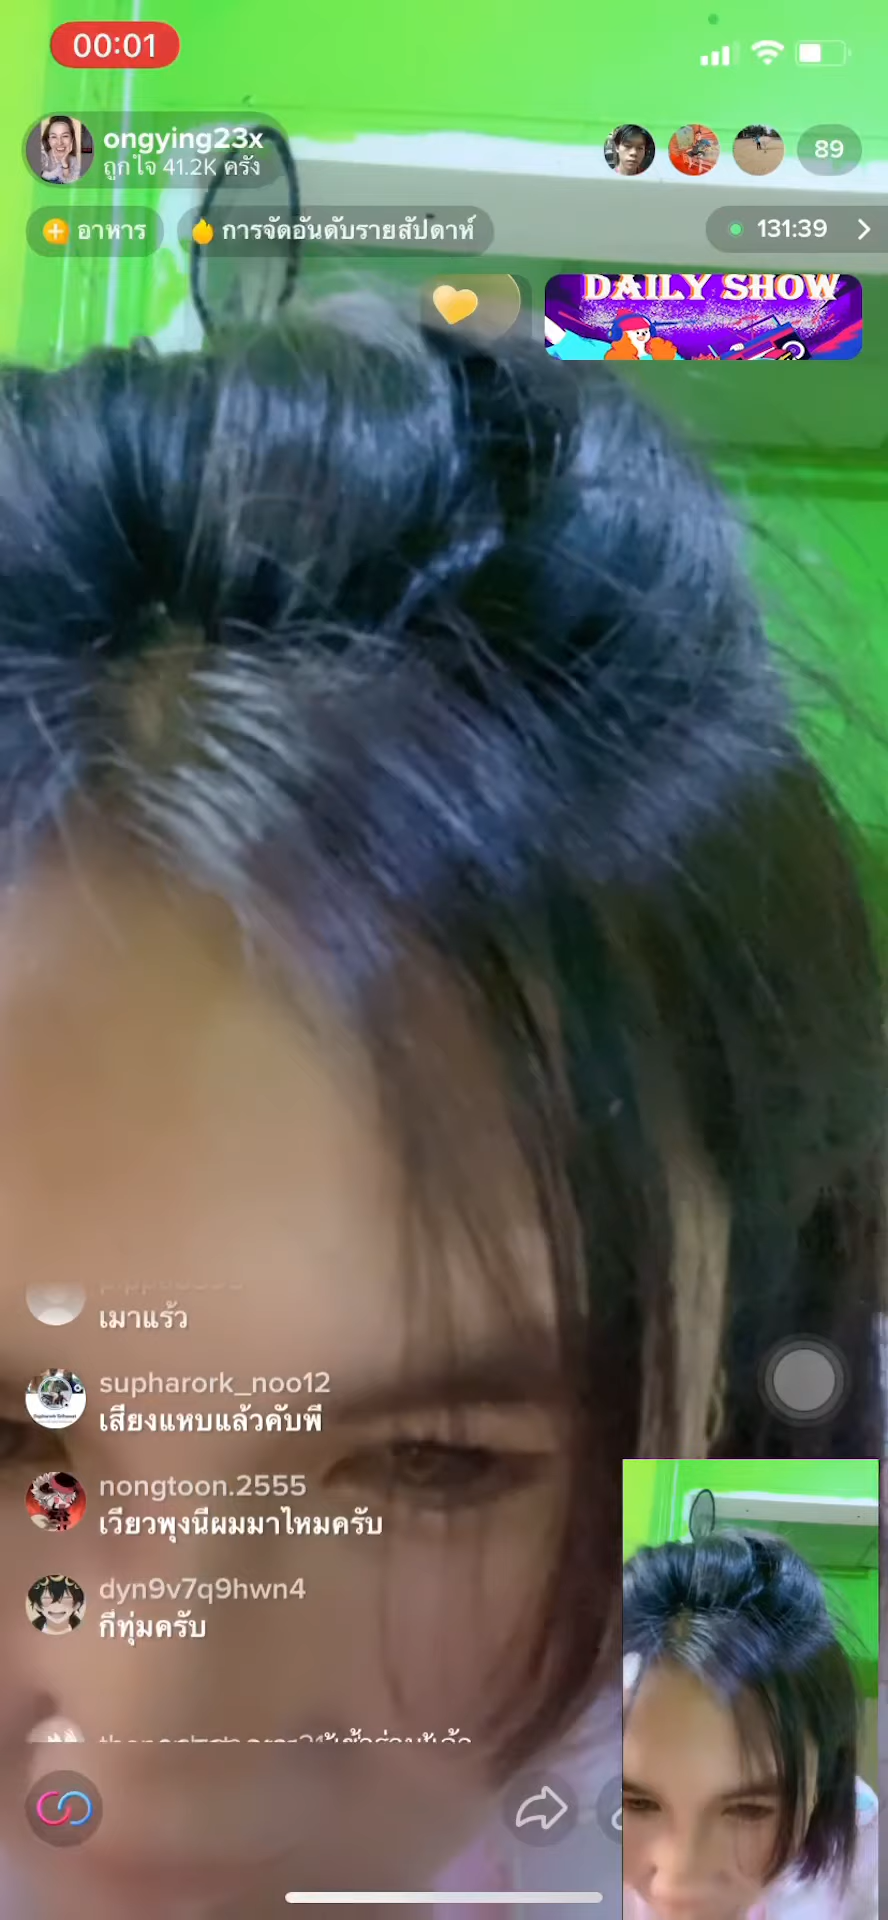 00:01
ongying23x
ถูกใจ 41.2K ครั้ง
89
อาหาร
การจัดอันดับรายสัปดาห์
131:39
DAILY SHOW
เมาแร้ว
supharork_noo12
เสียงแหบแล้วคับพี่
nongtoon.2555
เวียวพุ่งนี้ผมมาไหมครับ
dyn9v7q9hwn4
กี่ทุ่มครับ